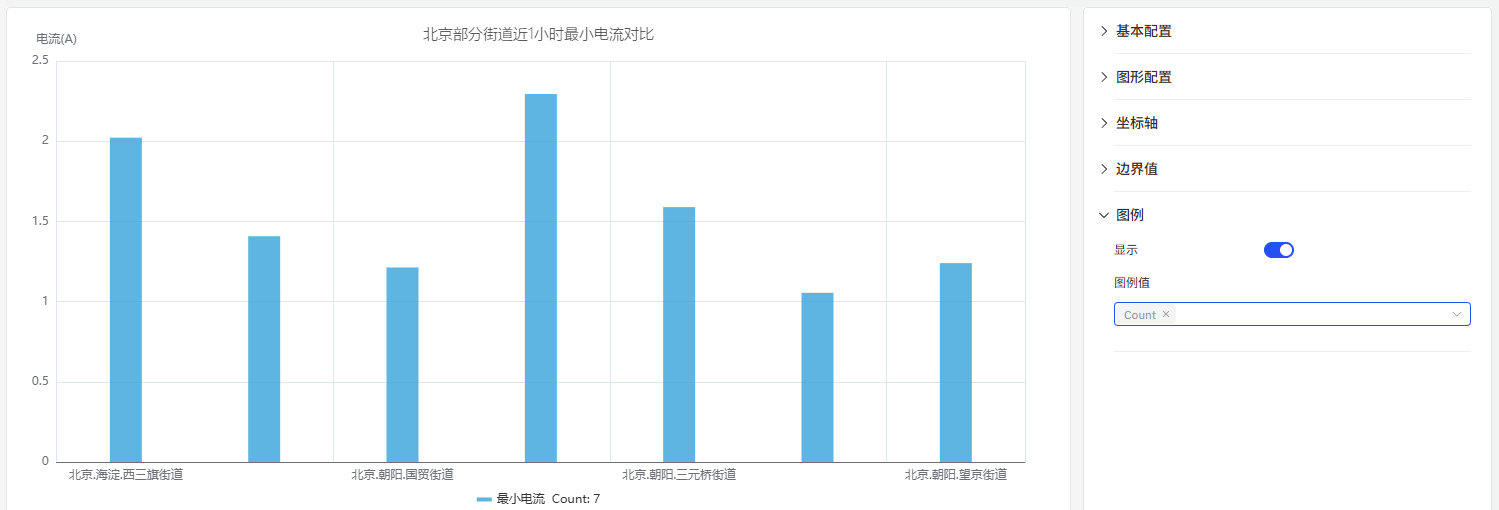 北京部分街道近1小时最小电流对比
电流(A)
2.5
2
1.5
1
0.5
0
北京.海淀.西三旗街道
北京.朝阳.国贸街道
北京.朝阳.三元桥街道
北京.朝阳.望京街道
最小电流 Count: 7
基本配置
图形配置
坐标轴
边界值
图例
显示
图例值
Count ×